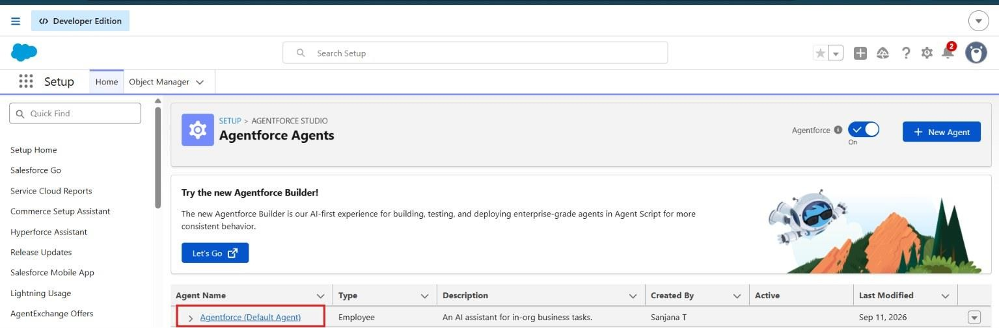 Developer Edition
Search Setup
2
Setup
Home
Object Manager
Quick Find
Setup Home
Salesforce Go
Service Cloud Reports
Commerce Setup Assistant
Hyperforce Assistant
Release Updates
Salesforce Mobile App
Lightning Usage
AgentExchange Offers
SETUP > AGENTFORCE STUDIO
Agentforce Agents
Agentforce
On
New Agent
Try the new Agentforce Builder!
The new Agentforce Builder is our AI-first experience for building, testing, and deploying enterprise-grade agents in Agent Script for more
consistent behavior.
Let's Go
Agent Name Type Description Created By Active Last Modified
Agentforce (Default Agent) Employee An AI assistant for in-org business tasks. Sanjana T Sep 11, 2026